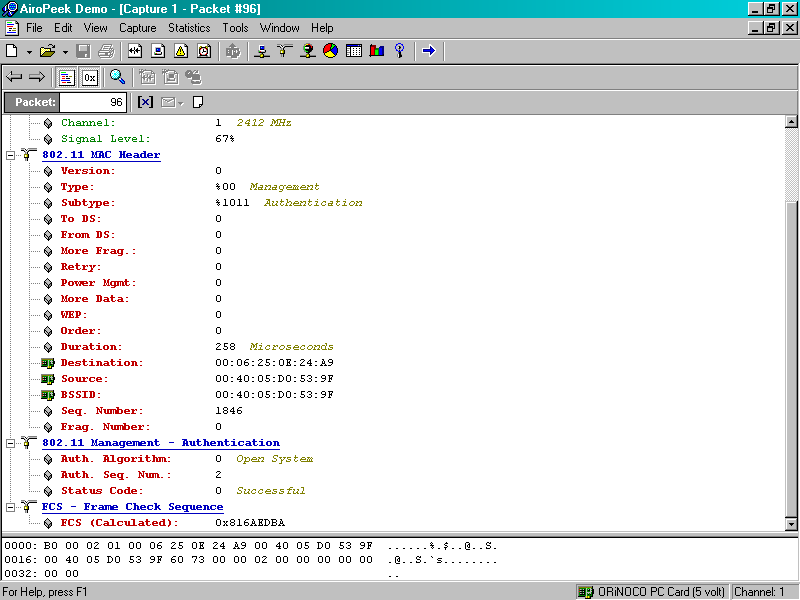 AiroPeek Demo - [Capture 1 - Packet #96]
File Edit View Capture Statistics Tools Window Help
0x
Packet: 96 [x]
Channel: 1 2412 MHz
Signal Level: 67%
802.11 MAC Header
Version: 0
Type: %00 Management
Subtype: %1011 Authentication
To DS: 0
From DS: 0
More Frag.: 0
Retry: 0
Power Mgmt: 0
More Data: 0
WEP: 0
Order: 0
Duration: 258 Microseconds
Destination: 00:06:25:0E:24:A9
Source: 00:40:05:D0:53:9F
BSSID: 00:40:05:D0:53:9F
Seq. Number: 1846
Frag. Number: 0
802.11 Management - Authentication
Auth. Algorithm: 0 Open System
Auth. Seq. Num.: 2
Status Code: 0 Successful
FCS - Frame Check Sequence
FCS (Calculated): 0x816AEDBA
0000: B0 00 02 01 00 06 25 0E 24 A9 00 40 05 D0 53 9F ......%.$..@..S.
0016: 00 40 05 D0 53 9F 60 73 00 00 02 00 00 00 00 00 .@..S.`s........
0032: 00 00 ..
For Help, press F1 ORiNOCO PC Card (5 volt) Channel: 1